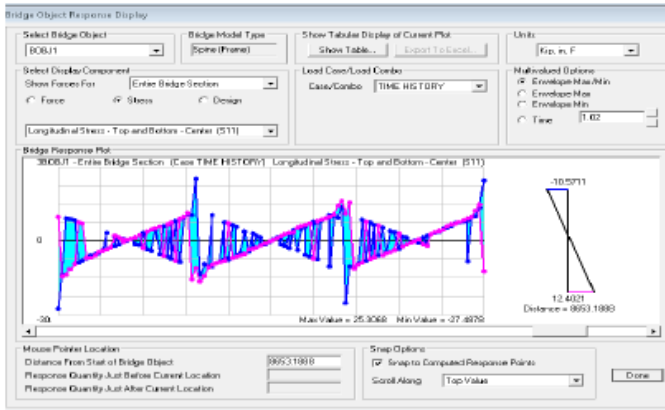 Bridge Object Response Display
Select Bridge Object
BOBJ1
Bridge Model Type
Spine (Frame)
Show Tabular Display of Current Plot
Show Table...
Export To Excel...
Units
Kip, in, F
Select Display Component
Show Forces For
Entire Bridge Section
Force
Stress
Design
Longitudinal Stress - Top and Bottom - Center (S11)
Load Case/Load Combo
Case/Combo
TIME HISTORY
Multivalued Options
Envelope Max/Min
Envelope Max
Envelope Min
Time
1.02
Bridge Response Plot
BOBJ1 - Entire Bridge Section (Case TIME HISTORY) Longitudinal Stress - Top and Bottom - Center (S11)
0
-30
Max Value = 25.3068 Min Value = -27.4878
-10.5711
12.4021
Distance = 8653.1888
Mouse Pointer Location
Distance From Start of Bridge Object
8653.1888
Response Quantity Just Before Current Location
Response Quantity Just After Current Location
Snap Options
Snap to Computed Response Points
Scroll Along
Top Value
Done